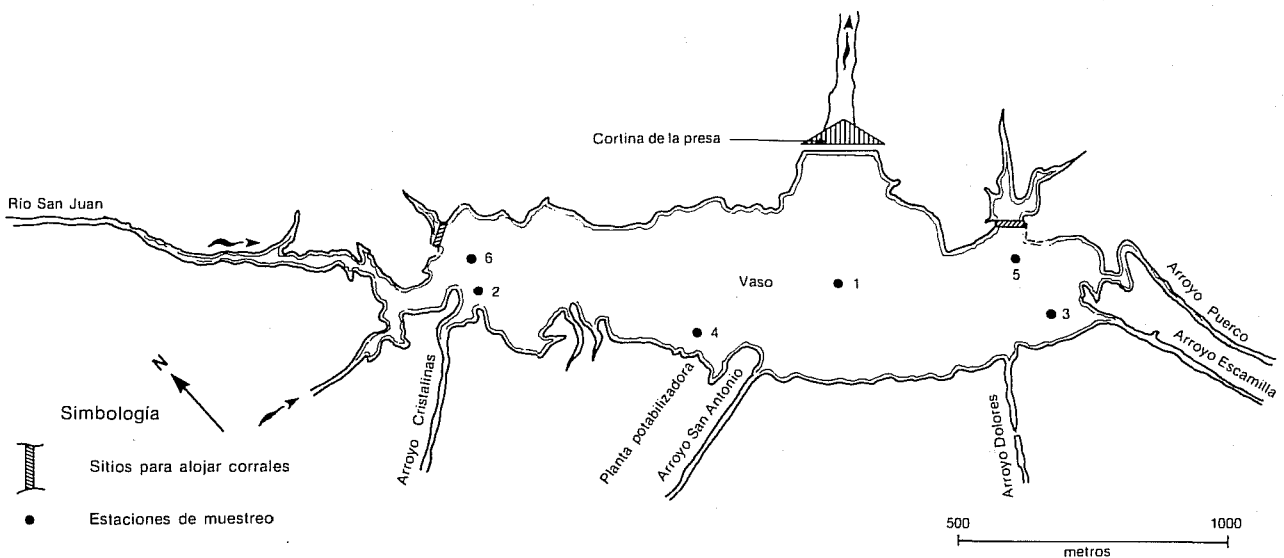 Cortina de la presa
Río San Juan
6
2
Vaso
1
5
3
4
Arroyo Puerco
Arroyo Escamilla
N
Arroyo Cristalinas
Planta potabilizadora
Arroyo San Antonio
Arroyo Dolores
Simbología
Sitios para alojar corrales
Estaciones de muestreo
500
1000
metros